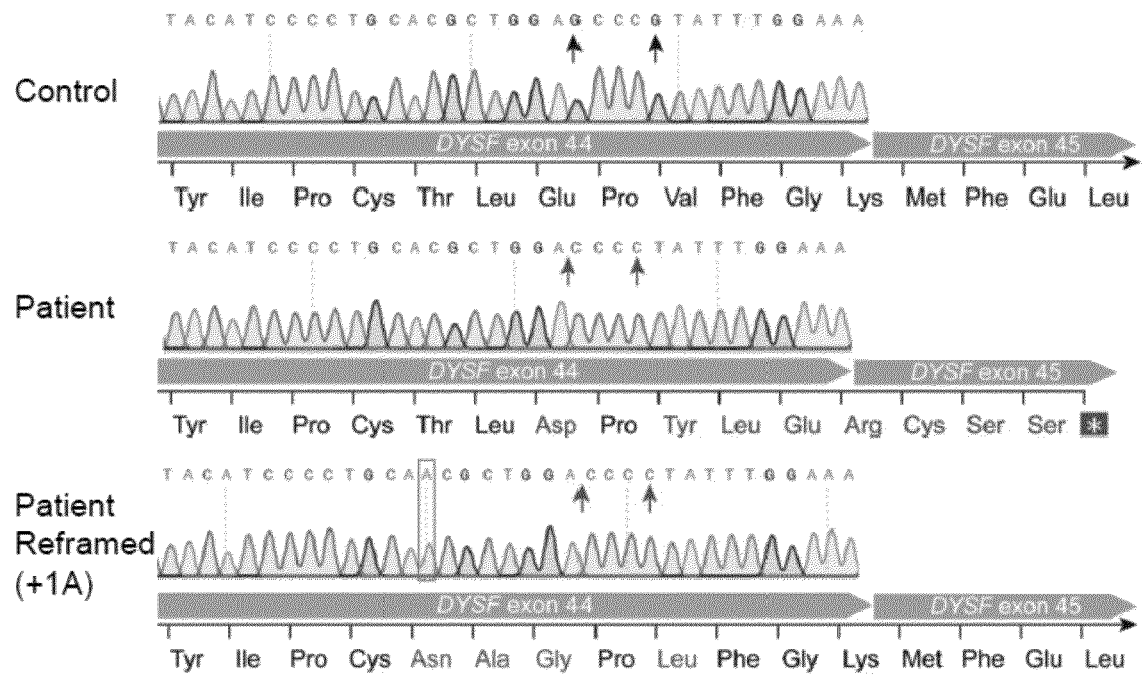 T A C A T C C C C T G C A C G C T G G A G C C C G T A T T T G G A A A
Control
DYSF exon 44 DYSF exon 45
Tyr Ile Pro Cys Thr Leu Glu Pro Val Phe Gly Lys Met Phe Glu Leu
T A C A T C C C C T G C A C G C T G G A C C C C T A T T T G G A A A
Patient
DYSF exon 44 DYSF exon 45
Tyr Ile Pro Cys Thr Leu Asp Pro Tyr Leu Glu Arg Cys Ser Ser *
T A C A T C C C C T G C A A C G C T G G A C C C C T A T T T G G A A A
Patient
Reframed
(+1A)
DYSF exon 44 DYSF exon 45
Tyr Ile Pro Cys Asn Ala Gly Pro Leu Phe Gly Lys Met Phe Glu Leu